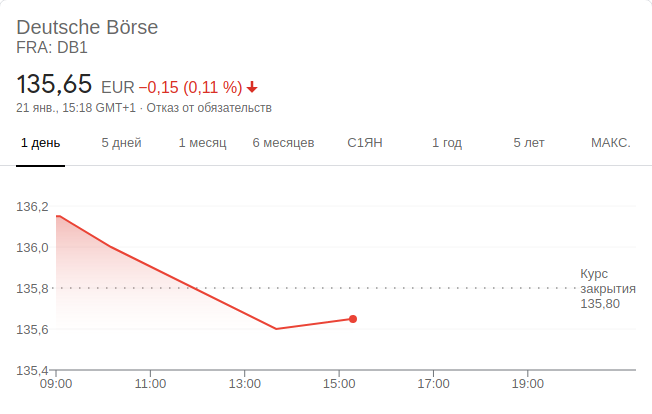 Deutsche Börse
FRA: DB1
135,65 EUR −0,15 (0,11 %)
21 янв., 15:18 GMT+1 · Отказ от обязательств
1 день 5 дней 1 месяц 6 месяцев С1ЯН 1 год 5 лет МАКС.
136,2
136,0
135,8
135,6
135,4
Курс
закрытия
135,80
09:00 11:00 13:00 15:00 17:00 19:00